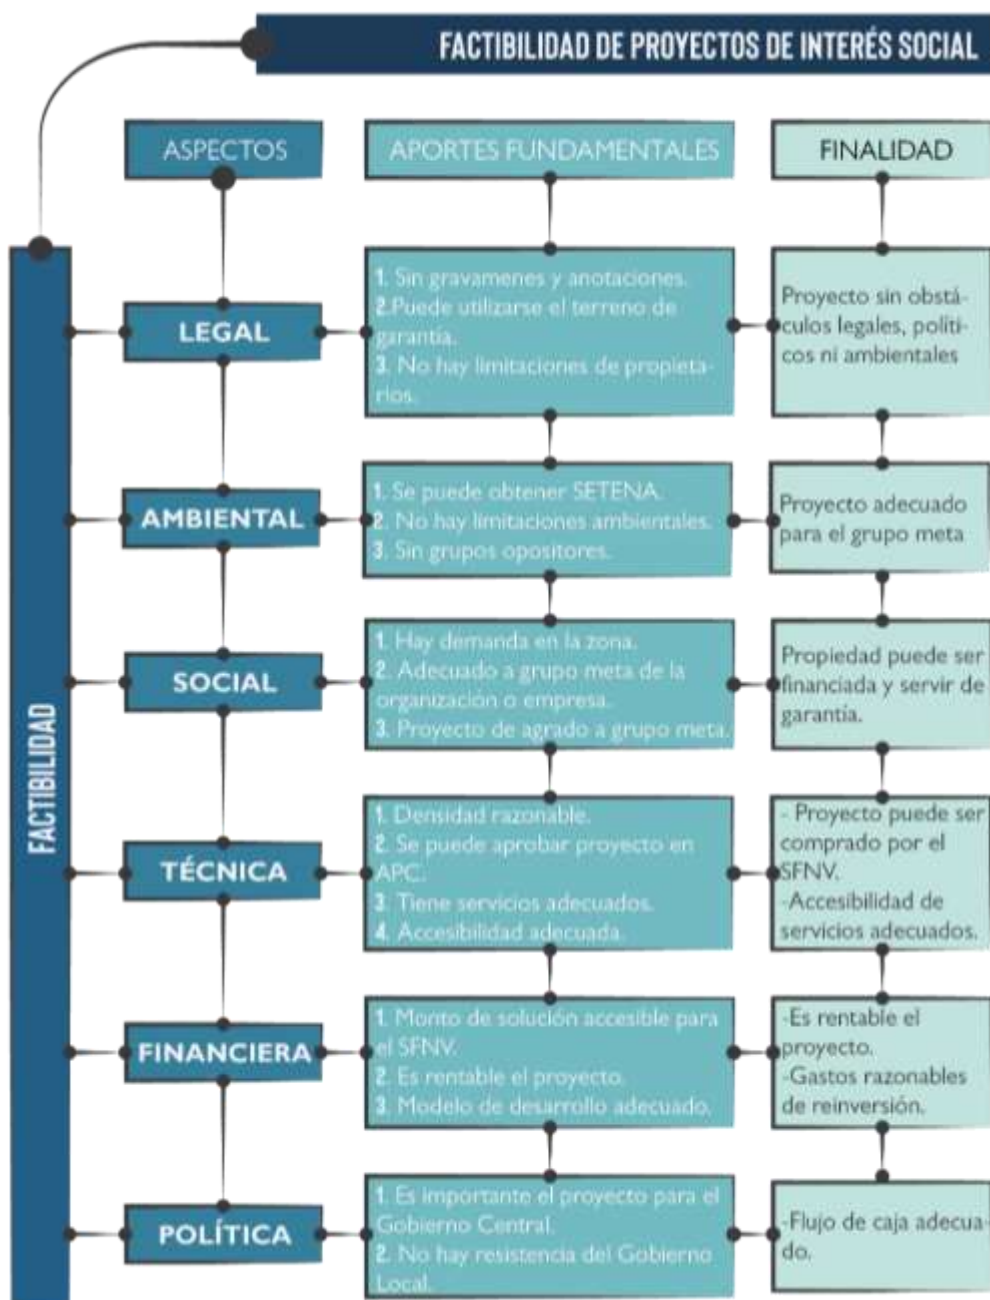 FACTIBILIDAD DE PROYECTOS DE INTERÉS SOCIAL
ASPECTOS
APORTES FUNDAMENTALES
FINALIDAD
FACTIBILIDAD
LEGAL
1. Sin gravamenes y anotaciones.
2.Puede utilizarse el terreno de
garantía.
3. No hay limitaciones de propieta-
rios.
Proyecto sin obstá-
culos legales, políti-
cos ni ambientales
AMBIENTAL
1. Se puede obtener SETENA.
2. No hay limitaciones ambientales.
3. Sin grupos opositores.
Proyecto adecuado
para el grupo meta
SOCIAL
1. Hay demanda en la zona.
2. Adecuado a grupo meta de la
organización o empresa.
3. Proyecto de agrado a grupo meta.
Propiedad puede ser
financiada y servir de
garantía.
TÉCNICA
1. Densidad razonable.
2. Se puede aprobar proyecto en
APC.
3. Tiene servicios adecuados.
4. Accesibilidad adecuada.
- Proyecto puede ser
comprado por el
SFNV.
-Accesibilidad de
servicios adecuados.
FINANCIERA
1. Monto de solución accesible para
el SFNV.
2. Es rentable el proyecto.
3. Modelo de desarrollo adecuado.
-Es rentable el
proyecto.
-Gastos razonables
de reinversión.
POLÍTICA
1. Es importante el proyecto para el
Gobierno Central.
2. No hay resistencia del Gobierno
Local.
-Flujo de caja adecua-
do.